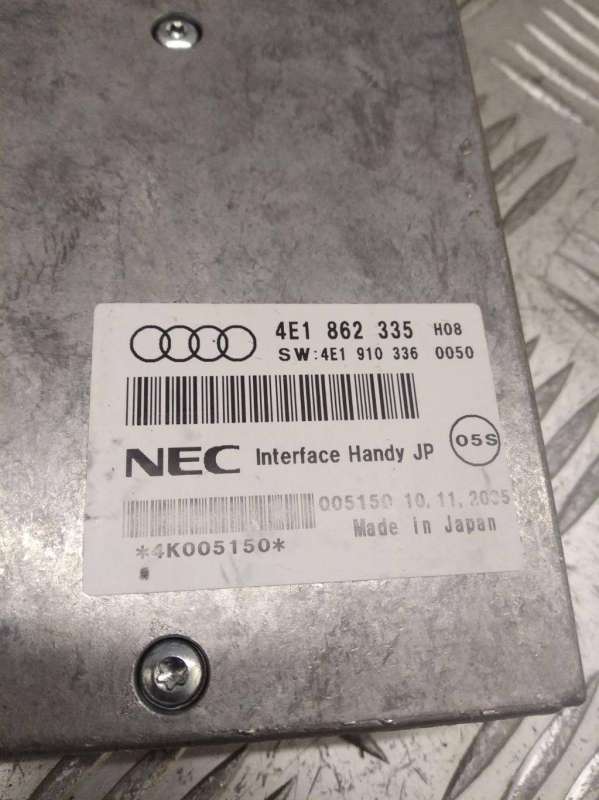 4E1 862 335 H08
SW:4E1 910 336 0050
NEC Interface Handy JP 05S
005150 10.11.2005
Made in Japan
*4K005150*